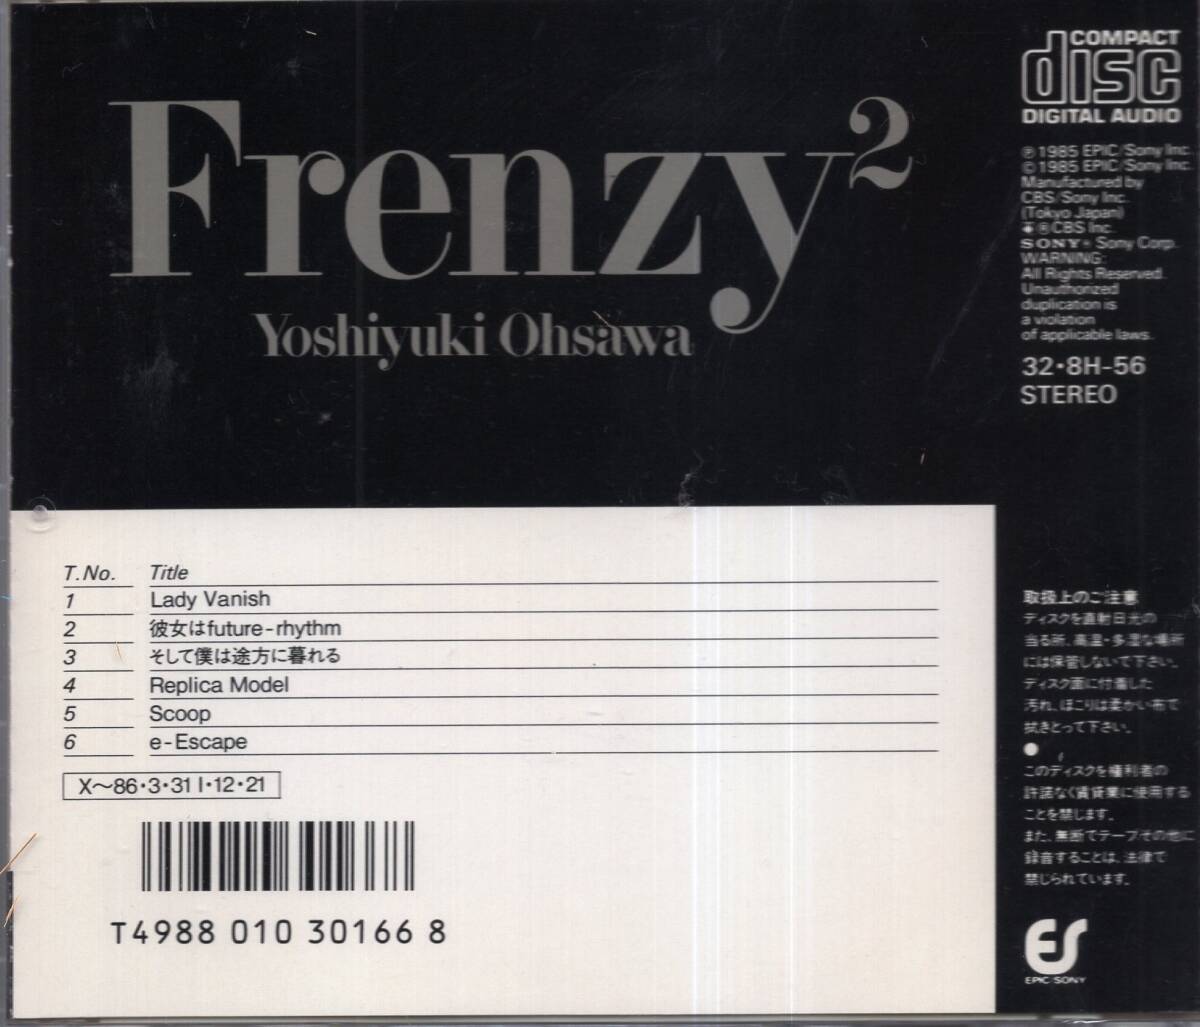 Frenzy²
Yoshiyuki Ohsawa
COMPACT
disc
DIGITAL AUDIO
℗ 1985 EPIC/Sony Inc.
© 1985 EPIC/Sony Inc.
Manufactured by
CBS/Sony Inc.
(Tokyo Japan)
®CBS Inc.
SONY® Sony Corp.
WARNING:
All Rights Reserved.
Unauthorized
duplication is
a violation
of applicable laws.
32・8H-56
STEREO
T.No. Title
1 Lady Vanish
2 彼女はfuture-rhythm
3 そして僕は途方に暮れる
4 Replica Model
5 Scoop
6 e-Escape
X〜86・3・31 I・12・21
T4988 010 30166 8
取扱上のご注意
ディスクを直射日光の
当る所、高温・多湿な場所
には保管しないで下さい。
ディスク面に付着した
汚れ、ほこりは柔かい布で
拭きとって下さい。
●
このディスクを権利者の
許諾なく賃貸業に使用する
ことを禁じます。
また、無断でテープその他に
録音することは、法律で
禁じられています。
ES
EPIC/SONY